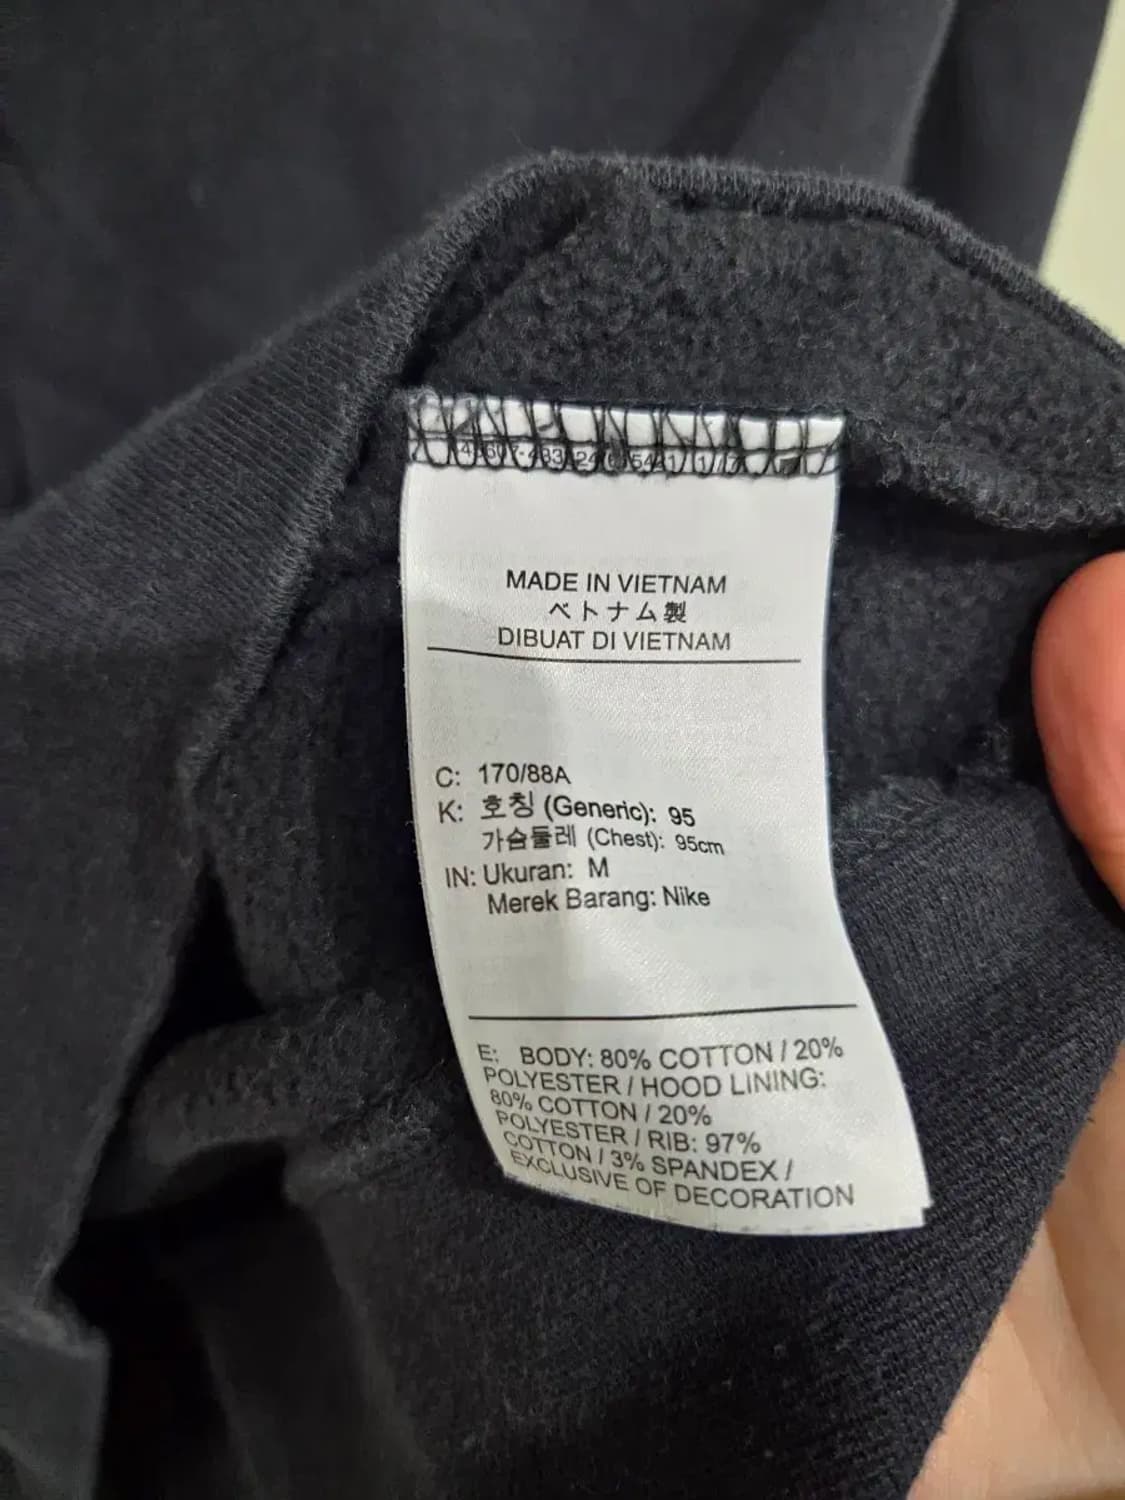 MADE IN VIETNAM
ベトナム製
DIBUAT DI VIETNAM
C: 170/88A
K: 호칭 (Generic): 95
가슴둘레 (Chest): 95cm
IN: Ukuran: M
Merek Barang: Nike
E: BODY: 80% COTTON / 20%
POLYESTER / HOOD LINING:
80% COTTON / 20%
POLYESTER / RIB: 97%
COTTON / 3% SPANDEX /
EXCLUSIVE OF DECORATION